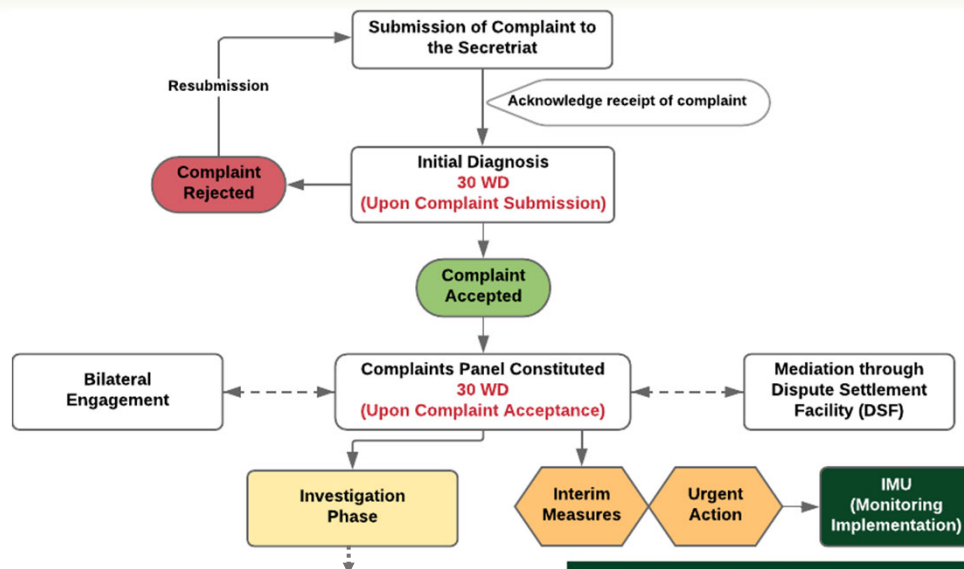 Submission of Complaint to
the Secretriat
Resubmission
Acknowledge receipt of complaint
Complaint
Rejected
Initial Diagnosis
30 WD
(Upon Complaint Submission)
Complaint
Accepted
Bilateral
Engagement
Complaints Panel Constituted
30 WD
(Upon Complaint Acceptance)
Mediation through
Dispute Settlement
Facility (DSF)
Investigation
Phase
Interim
Measures
Urgent
Action
IMU
(Monitoring
Implementation)